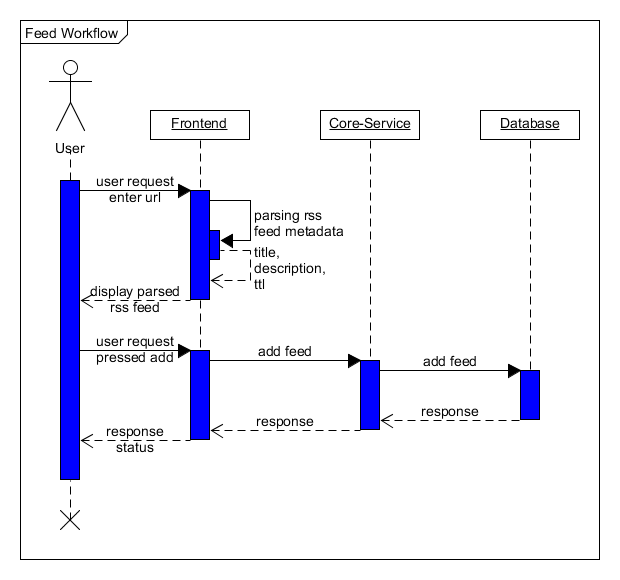 Feed Workflow
User
Frontend
Core-Service
Database
user request
enter url
parsing rss
feed metadata
title,
description,
ttl
display parsed
rss feed
user request
pressed add
add feed
add feed
response
response
response
status